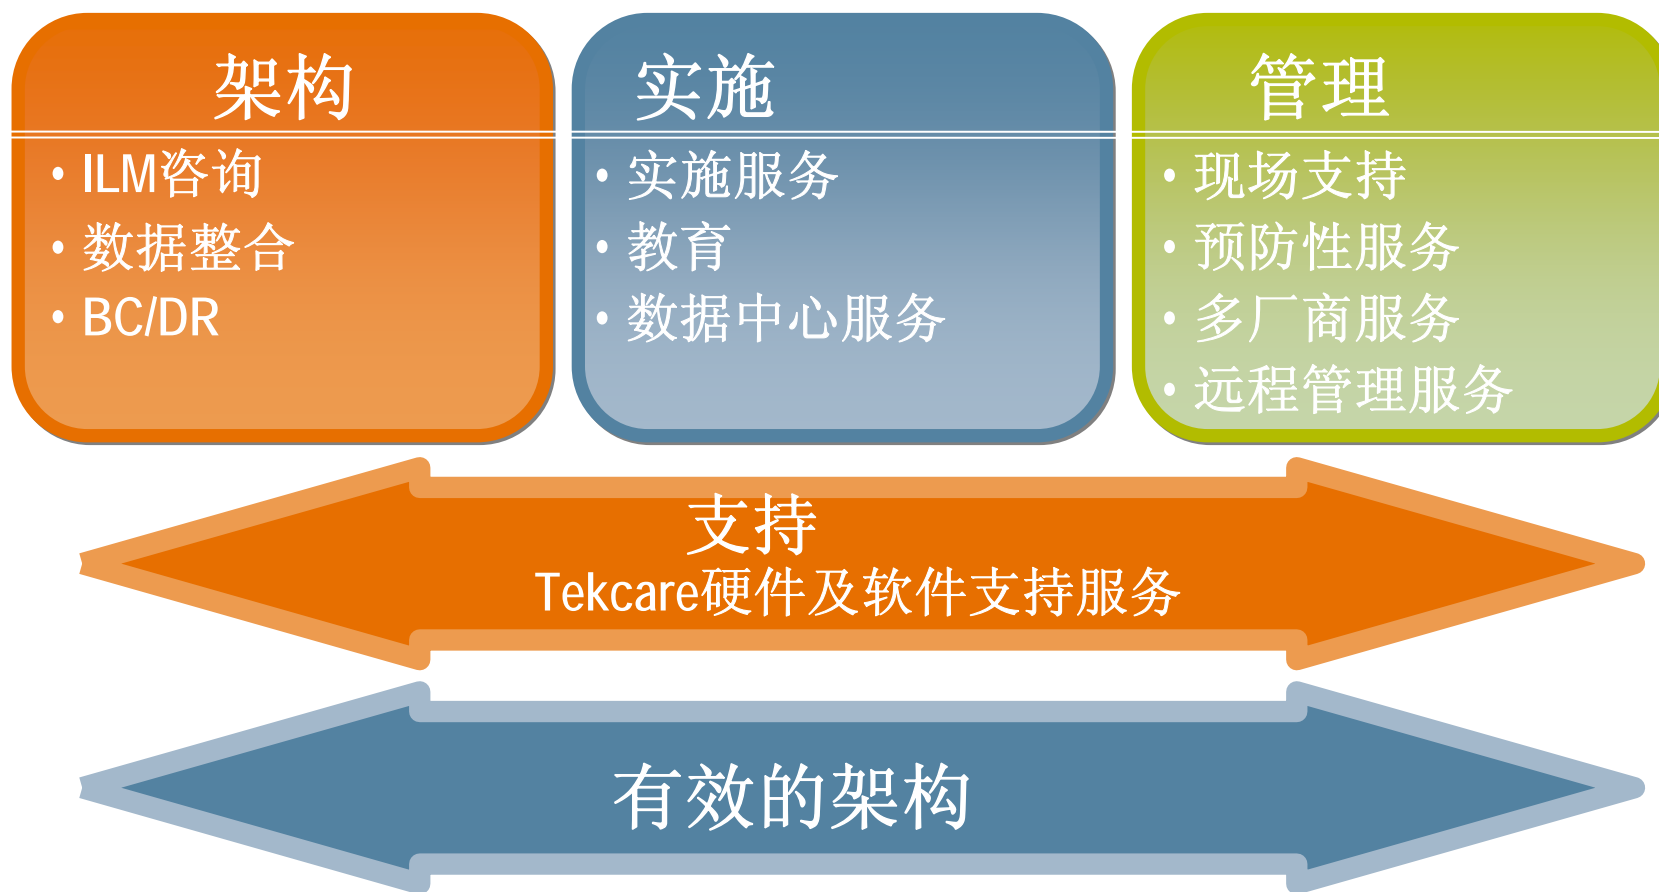 架构
• ILM咨询
• 数据整合
• BC/DR
实施
• 实施服务
• 教育
• 数据中心服务
管理
• 现场支持
• 预防性服务
• 多厂商服务
• 远程管理服务
支持
Tekcare硬件及软件支持服务
有效的架构